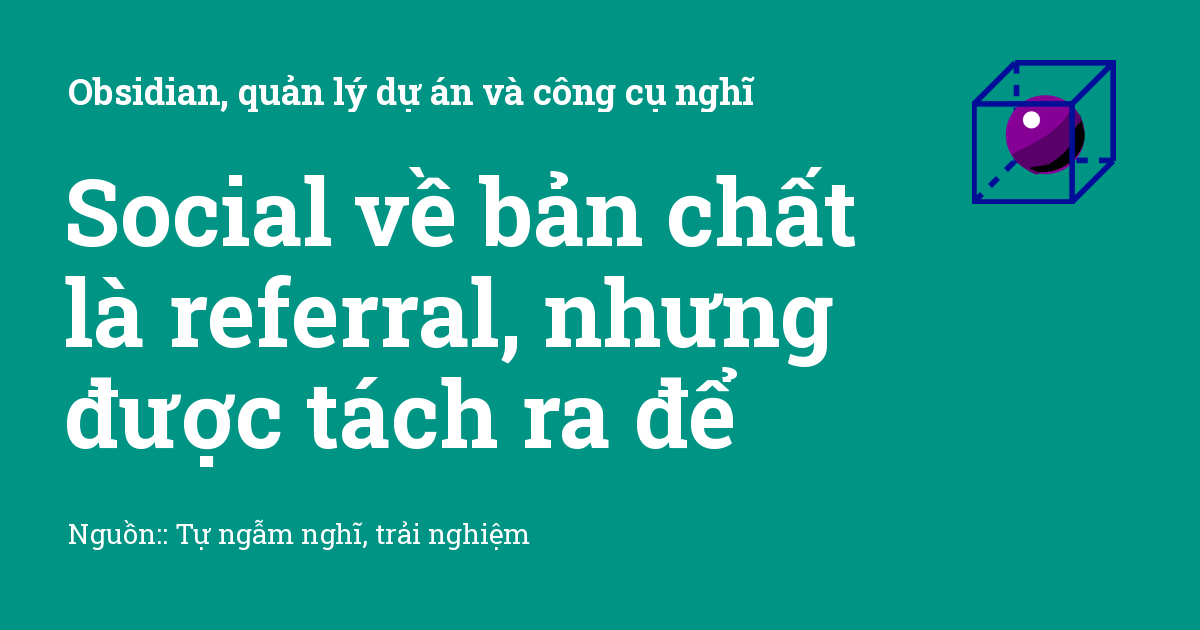 Obsidian, quản lý dự án và công cụ nghĩ
Social về bản chất
là referral, nhưng
được tách ra để
Nguồn:: Tự ngẫm nghĩ, trải nghiệm